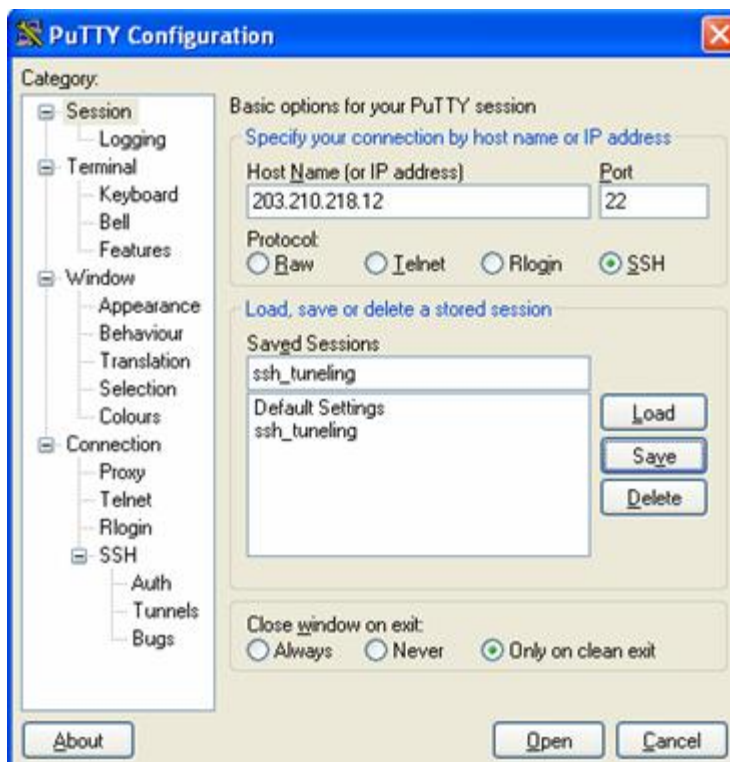 PuTTY Configuration
Category:
Session
Logging
Terminal
Keyboard
Bell
Features
Window
Appearance
Behaviour
Translation
Selection
Colours
Connection
Proxy
Telnet
Rlogin
SSH
Auth
Tunnels
Bugs
Basic options for your PuTTY session
Specify your connection by host name or IP address
Host Name (or IP address) Port
203.210.218.12 22
Protocol:
Raw Telnet Rlogin SSH
Load, save or delete a stored session
Saved Sessions
ssh_tuneling
Default Settings
ssh_tuneling
Load
Save
Delete
Close window on exit:
Always Never Only on clean exit
About Open Cancel